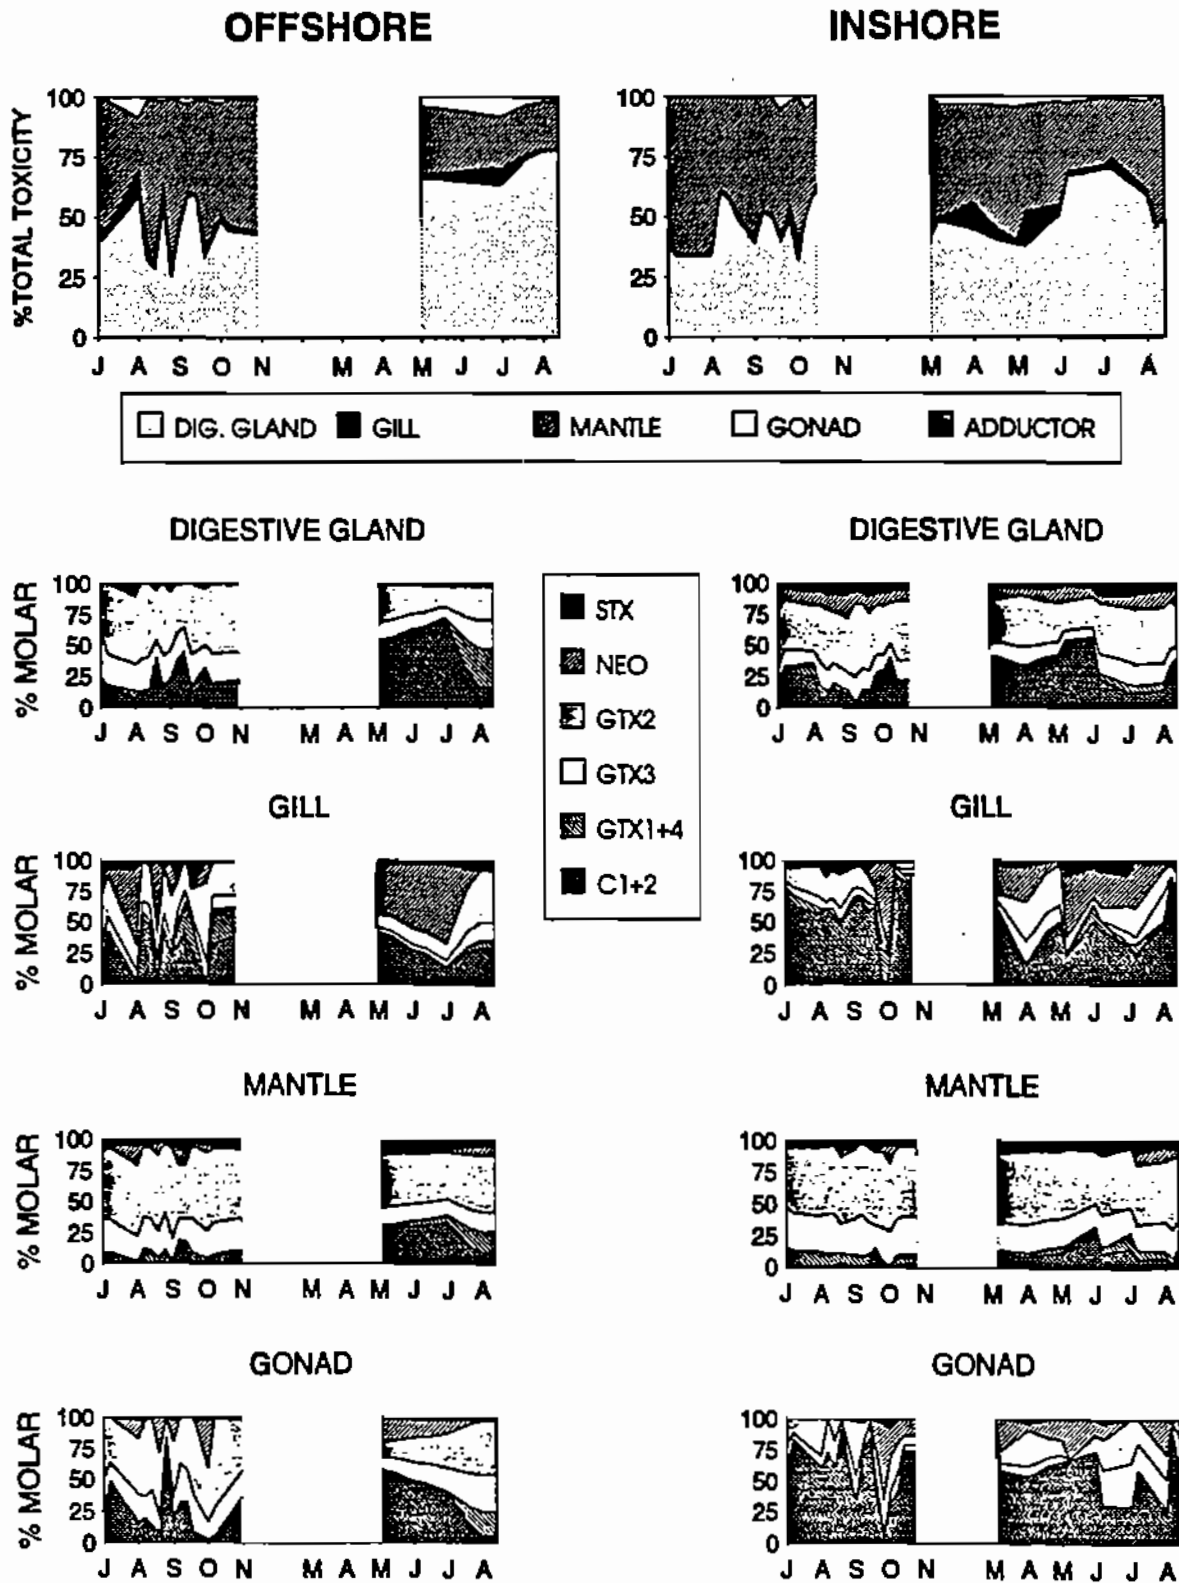 OFFSHORE INSHORE
%TOTAL TOXICITY
100 100
75 75
50 50
25 25
0 0
J A S O N M A M J J A J A S O N M A M J J A
DIG. GLAND GILL MANTLE GONAD ADDUCTOR
DIGESTIVE GLAND DIGESTIVE GLAND
% MOLAR
100 100
75 75
50 50
25 25
0 0
J A S O N M A M J J A J A S O N M A M J J A
STX
NEO
GTX2
GTX3
GTX1+4
C1+2
GILL GILL
% MOLAR
100 100
75 75
50 50
25 25
0 0
J A S O N M A M J J A J A S O N M A M J J A
MANTLE MANTLE
% MOLAR
100 100
75 75
50 50
25 25
0 0
J A S O N M A M J J A J A S O N M A M J J A
GONAD GONAD
% MOLAR
100 100
75 75
50 50
25 25
0 0
J A S O N M A M J J A J A S O N M A M J J A